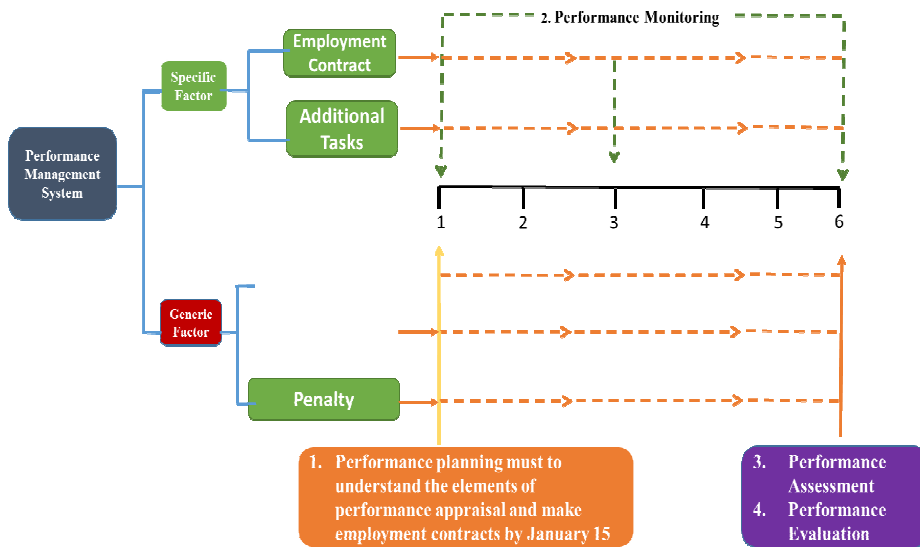 2. Performance Monitoring
Employment
Contract
Specific
Factor
Additional
Tasks
Performance
Management
System
1 2 3 4 5 6
Generic
Factor
Penalty
1. Performance planning must to
understand the elements of
performance appraisal and make
employment contracts by January 15
3. Performance
Assessment
4. Performance
Evaluation